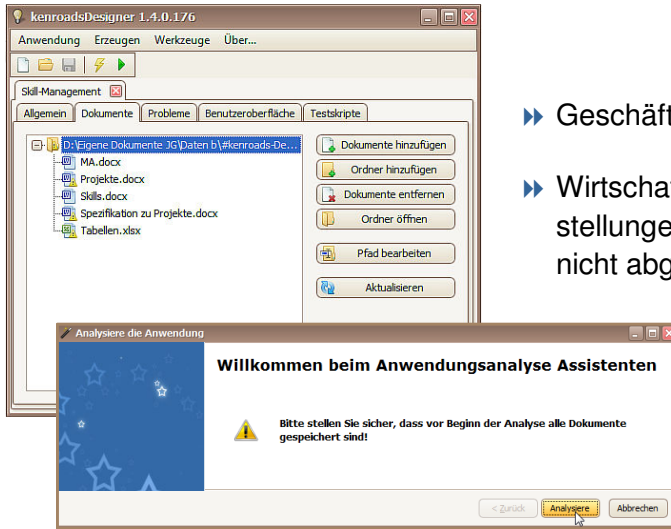 kenroadsDesigner 1.4.0.176
Anwendung Erzeugen Werkzeuge Über...
Skill-Management
Allgemein Dokumente Probleme Benutzeroberfläche Testskripte
D:\Eigene Dokumente JG\Daten b\#kenroads-De...
MA.docx
Projekte.docx
Skills.docx
Spezifikation zu Projekte.docx
Tabellen.xlsx
Dokumente hinzufügen
Ordner hinzufügen
Dokumente entfernen
Ordner öffnen
Pfad bearbeiten
Aktualisieren
Geschäft
Wirtscha
stellunge
nicht abg
Analysiere die Anwendung
Willkommen beim Anwendungsanalyse Assistenten
Bitte stellen Sie sicher, dass vor Beginn der Analyse alle Dokumente
gespeichert sind!
< Zurück Analysiere Abbrechen